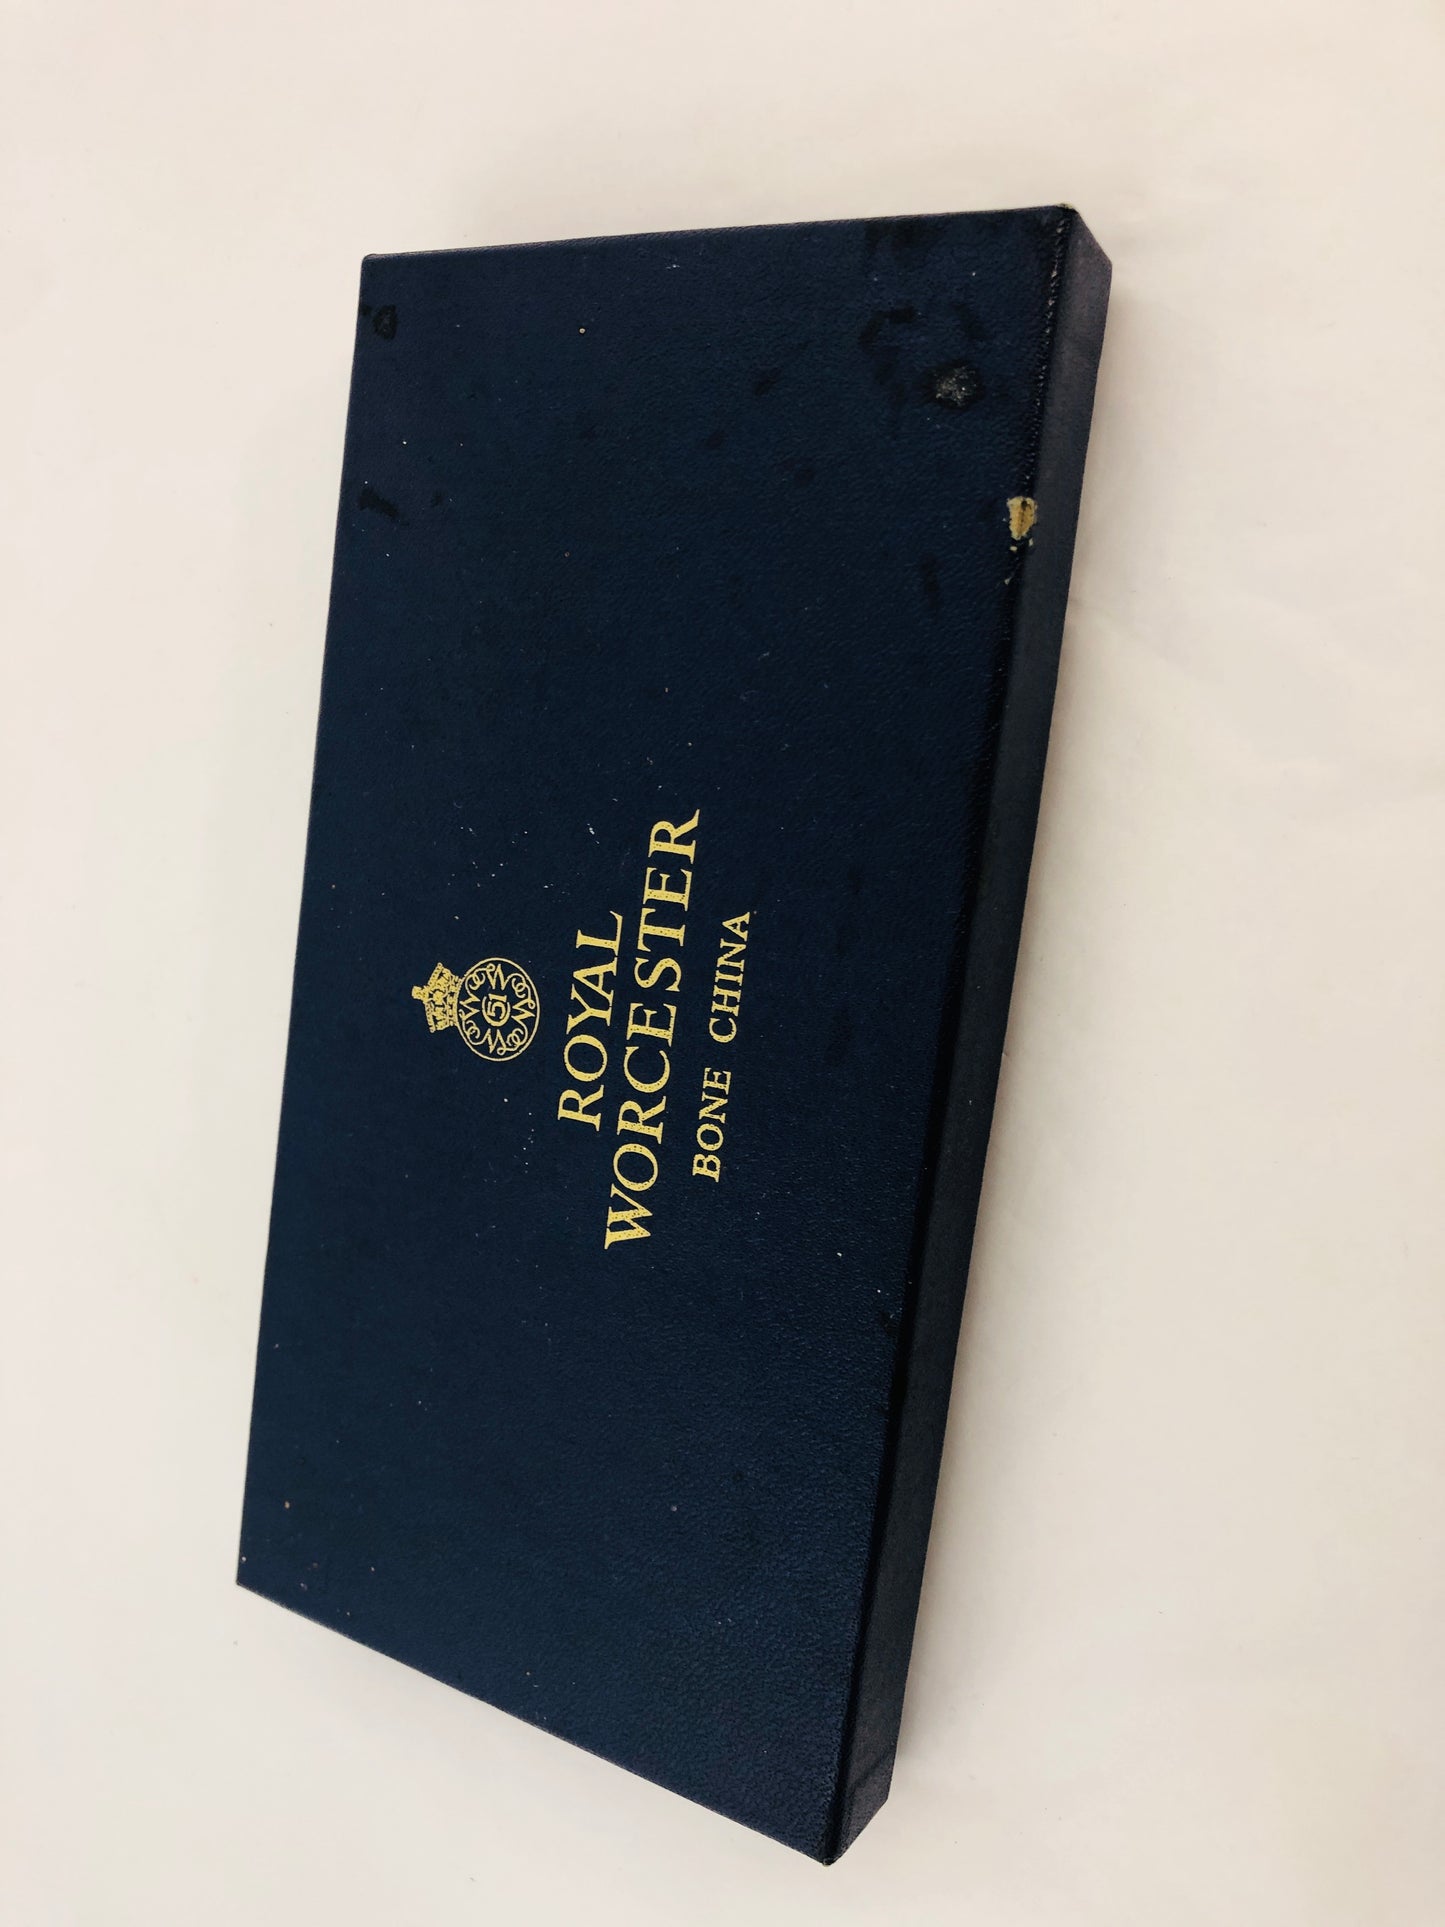 51
ROYAL
WORCESTER
BONE CHINA